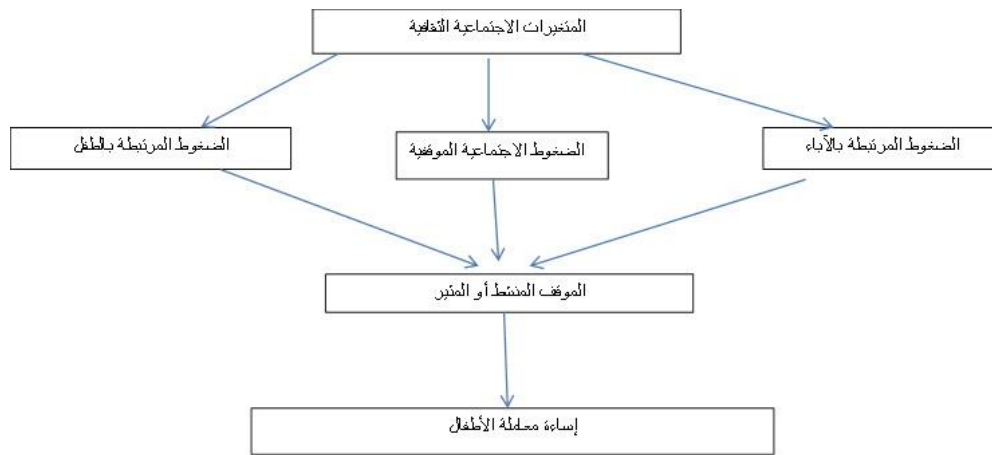 المتغيرات الاجتماعية الثقافية
الضغوط المرتبطة بالآباء
الضغوط الاجتماعية الموقفية
الضغوط المرتبطة بالطفل
الموقف المنشط أو المثير
إساءة معاملة الأطفال